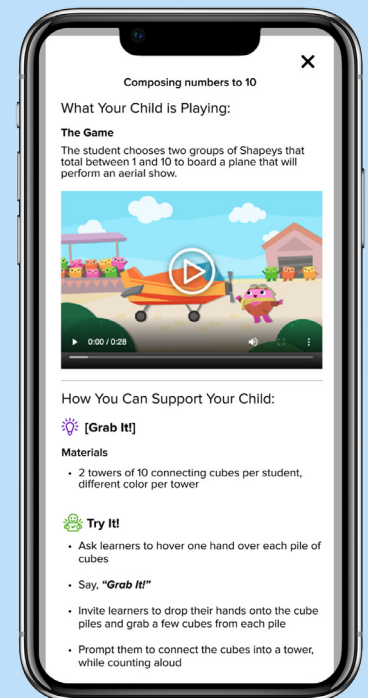 Composing numbers to 10
What Your Child is Playing:
The Game
The student chooses two groups of Shapeys that
total between 1 and 10 to board a plane that will
perform an aerial show.
0:00 / 0:28
How You Can Support Your Child:
[Grab It!]
Materials
• 2 towers of 10 connecting cubes per student,
different color per tower
Try It!
• Ask learners to hover one hand over each pile of
cubes
• Say, “Grab It!”
• Invite learners to drop their hands onto the cube
piles and grab a few cubes from each pile
• Prompt them to connect the cubes into a tower,
while counting aloud